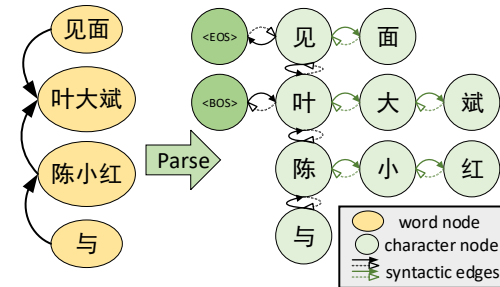 见面
叶大斌
陈小红
与
Parse
<EOS> 见 面
<BOS> 叶 大 斌
陈 小 红
与
word node
character node
syntactic edges